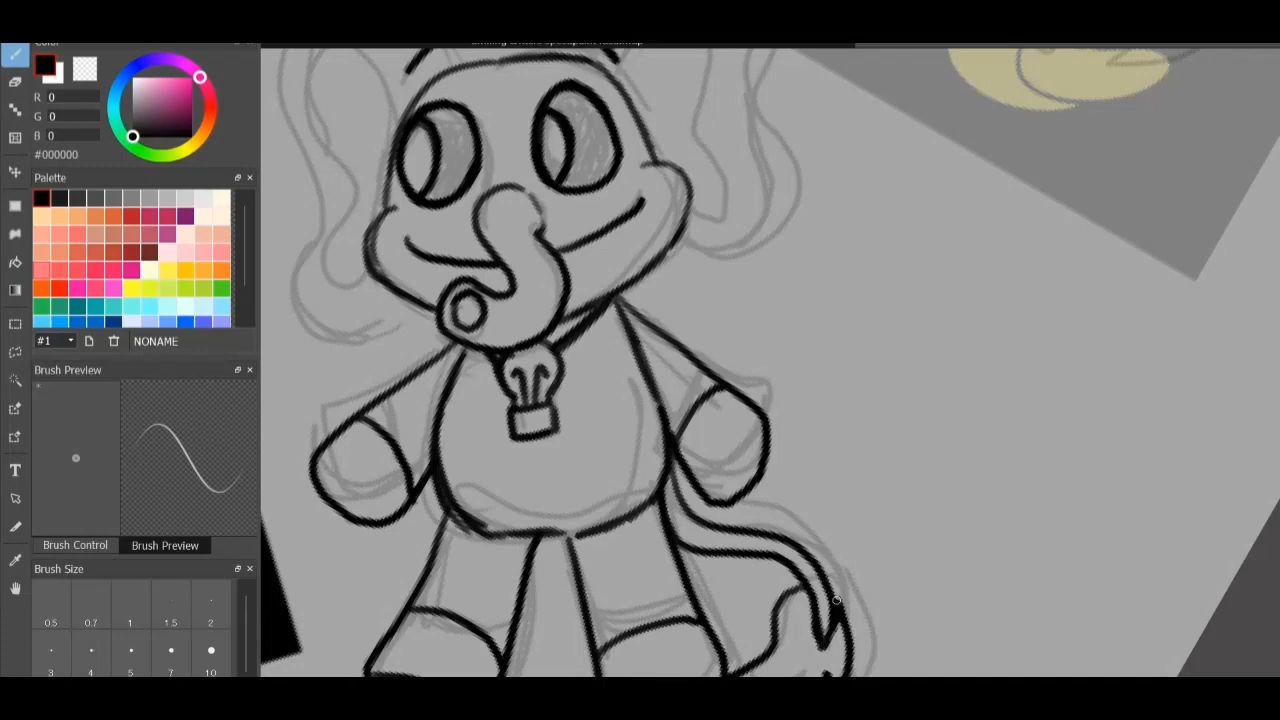 Color
R 0
G 0
B 0
#000000
Palette
#1 NONAME
Brush Preview
*
Brush Control Brush Preview
Brush Size
0.5 0.7 1 1.5 2
3 4 5 7 10
T